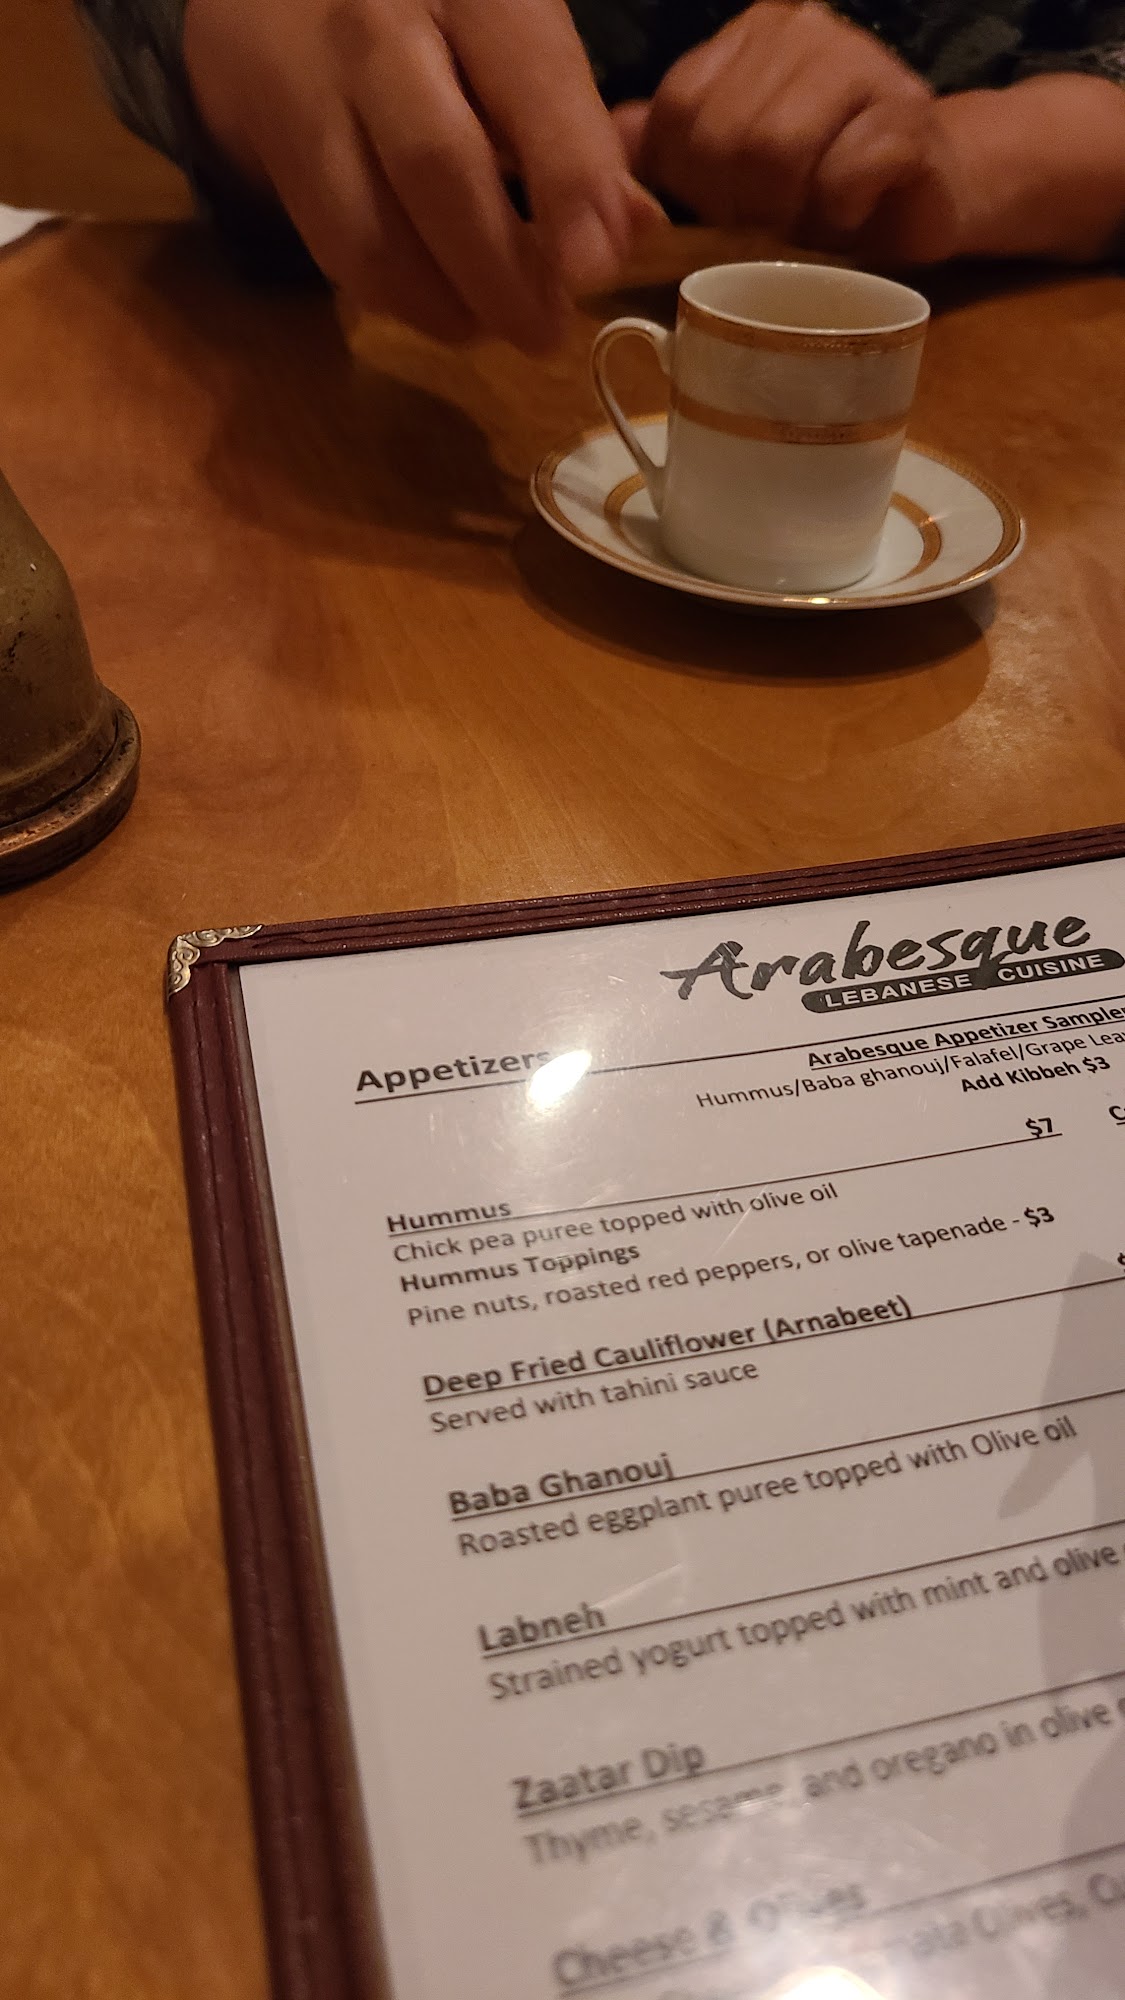 Arabesque
LEBANESE CUISINE
Appetizers
Arabesque Appetizer Sampler
Hummus/Baba ghanouj/Falafel/Grape Lea
Add Kibbeh $3
Hummus $7
Chick pea puree topped with olive oil
Hummus Toppings
Pine nuts, roasted red peppers, or olive tapenade - $3
Deep Fried Cauliflower (Arnabeet)
Served with tahini sauce
Baba Ghanouj
Roasted eggplant puree topped with Olive oil
Labneh
Strained yogurt topped with mint and olive
Zaatar Dip
Thyme, sesame, and oregano in olive
Cheese & Olives
Olives,